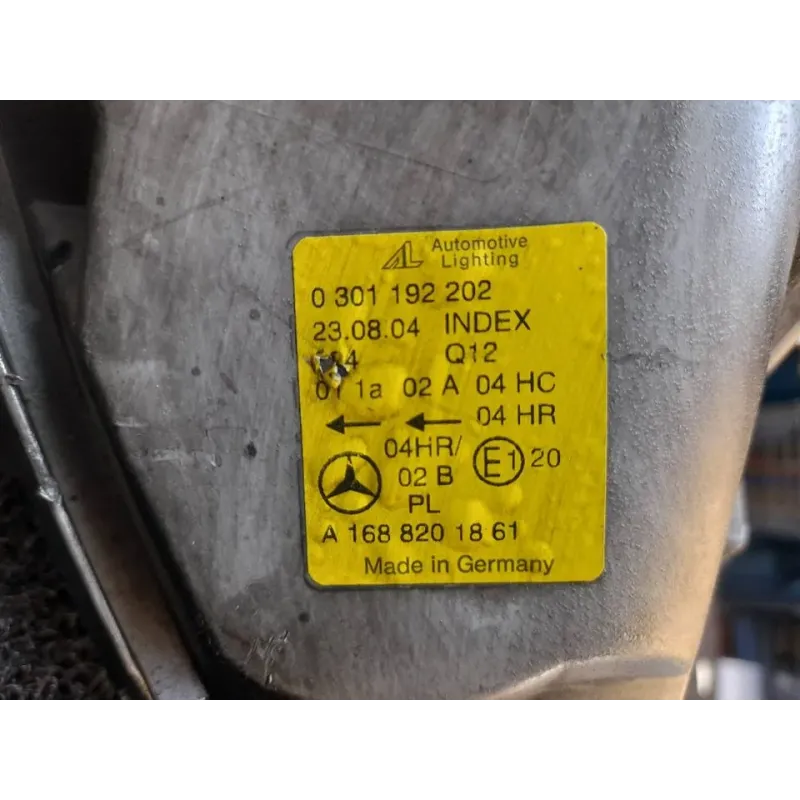 AL Automotive
Lighting
0 301 192 202
23.08.04 INDEX
Q12
1a 02 A 04 HC
04 HR
04HR/
02 B
E1 20
PL
A 168 820 18 61
Made in Germany